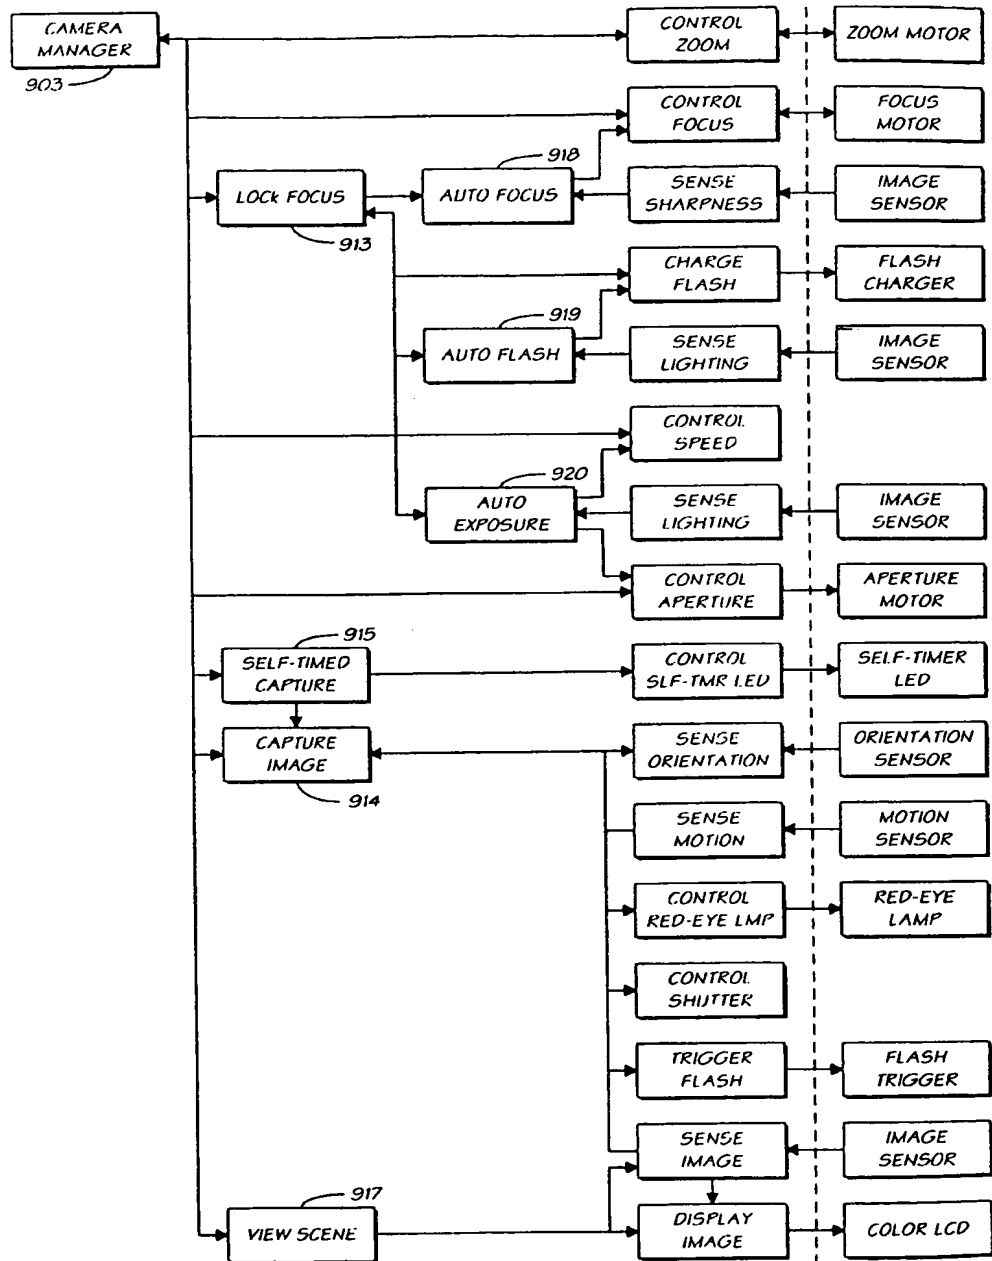 CAMERA
MANAGER
903
CONTROL
ZOOM
ZOOM MOTOR
CONTROL
FOCUS
FOCUS
MOTOR
LOCK FOCUS
913
918
AUTO FOCUS
SENSE
SHARPNESS
IMAGE
SENSOR
CHARGE
FLASH
FLASH
CHARGER
919
AUTO FLASH
SENSE
LIGHTING
IMAGE
SENSOR
CONTROL
SPEED
920
AUTO
EXPOSURE
SENSE
LIGHTING
IMAGE
SENSOR
CONTROL
APERTURE
APERTURE
MOTOR
915
SELF-TIMED
CAPTURE
CONTROL
SLF-TMR LED
SELF-TIMER
LED
CAPTURE
IMAGE
914
SENSE
ORIENTATION
ORIENTATION
SENSOR
SENSE
MOTION
MOTION
SENSOR
CONTROL
RED-EYE LMP
RED-EYE
LAMP
CONTROL
SHUTTER
TRIGGER
FLASH
FLASH
TRIGGER
SENSE
IMAGE
IMAGE
SENSOR
917
VIEW SCENE
DISPLAY
IMAGE
COLOR LCD